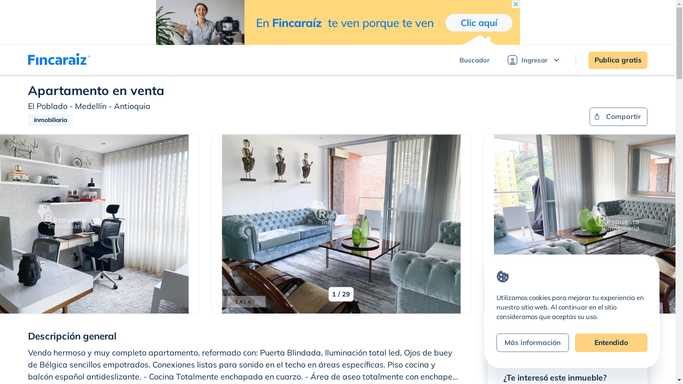 En Fincaraíz te ven porque te ven
Clic aquí
Fincaraiz
Buscador
Ingresar
Publica gratis
Apartamento en venta
El Poblado - Medellín - Antioquia
Inmobiliaria
Compartir
1 / 29
Utilizamos cookies para mejorar tu experiencia en
nuestro sitio web. Al continuar en el sitio
consideramos que aceptas su uso.
Más información
Entendido
Descripción general
Vendo hermoso y muy completo apartamento, reformado con: Puerta Blindada, Iluminación total led, Ojos de buey
de Bélgica sencillos empotrados. Conexiones listas para sonido en el techo en áreas específicas. Piso cocina y
balcón español antideslizante. - Cocina Totalmente enchapada en cuarzo. - Área de aseo totalmente con enchape...
¿Te interesó este inmueble?